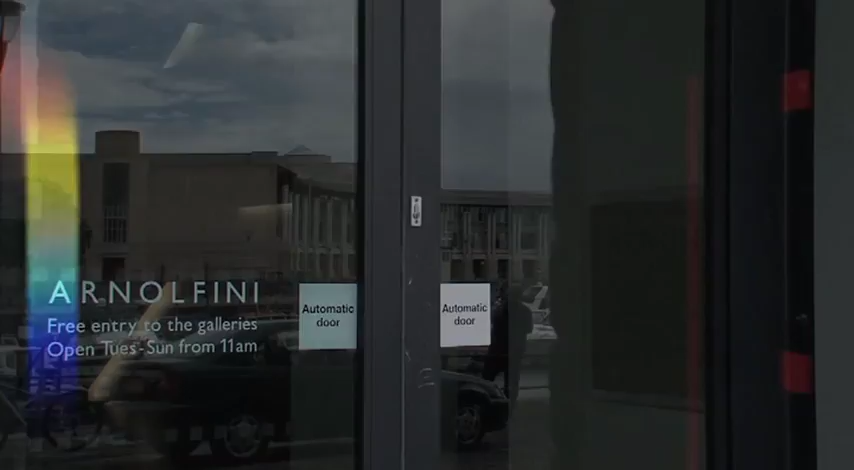 ARNOLFINI
Free entry to the galleries
Open Tues-Sun from 11am
Automatic
door
Automatic
door